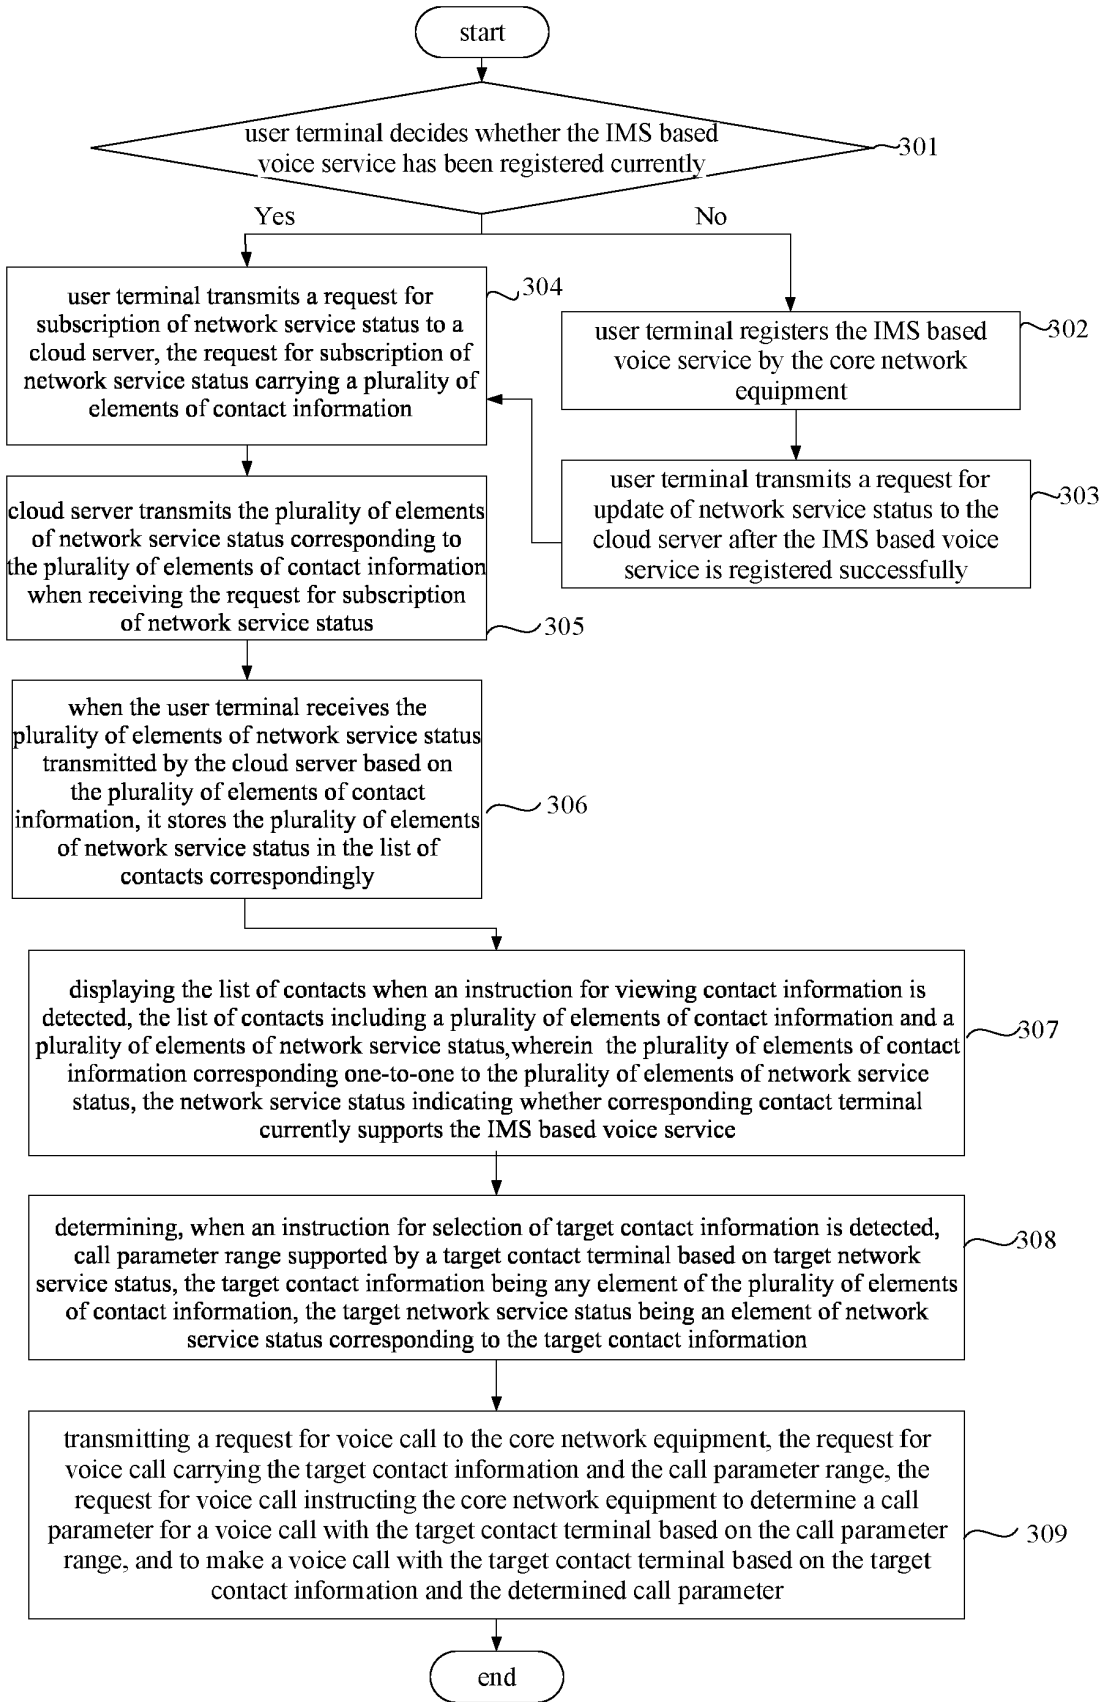 start
user terminal decides whether the IMS based
voice service has been registered currently
301
Yes
No
user terminal transmits a request for
subscription of network service status to a
cloud server, the request for subscription of
network service status carrying a plurality of
elements of contact information
304
user terminal registers the IMS based
voice service by the core network
equipment
302
user terminal transmits a request for
update of network service status to the
cloud server after the IMS based voice
service is registered successfully
303
cloud server transmits the plurality of elements
of network service status corresponding to
the plurality of elements of contact information
when receiving the request for subscription
of network service status
305
when the user terminal receives the
plurality of elements of network service status
transmitted by the cloud server based on
the plurality of elements of contact
information, it stores the plurality of elements
of network service status in the list of
contacts correspondingly
306
displaying the list of contacts when an instruction for viewing contact information is
detected, the list of contacts including a plurality of elements of contact information and a
plurality of elements of network service status,wherein the plurality of elements of contact
information corresponding one-to-one to the plurality of elements of network service
status, the network service status indicating whether corresponding contact terminal
currently supports the IMS based voice service
307
determining, when an instruction for selection of target contact information is detected,
call parameter range supported by a target contact terminal based on target network
service status, the target contact information being any element of the plurality of elements
of contact information, the target network service status being an element of network
service status corresponding to the target contact information
308
transmitting a request for voice call to the core network equipment, the request for
voice call carrying the target contact information and the call parameter range, the
request for voice call instructing the core network equipment to determine a call
parameter for a voice call with the target contact terminal based on the call parameter
range, and to make a voice call with the target contact terminal based on the target
contact information and the determined call parameter
309
end